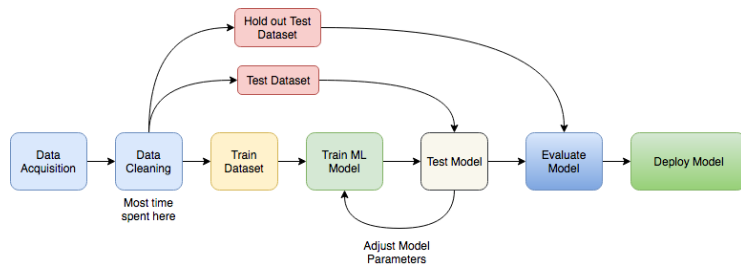 Hold out Test
Dataset
Test Dataset
Data
Acquisition
Data
Cleaning
Train
Dataset
Train ML
Model
Test Model
Evaluate
Model
Deploy Model
Most time
spent here
Adjust Model
Parameters